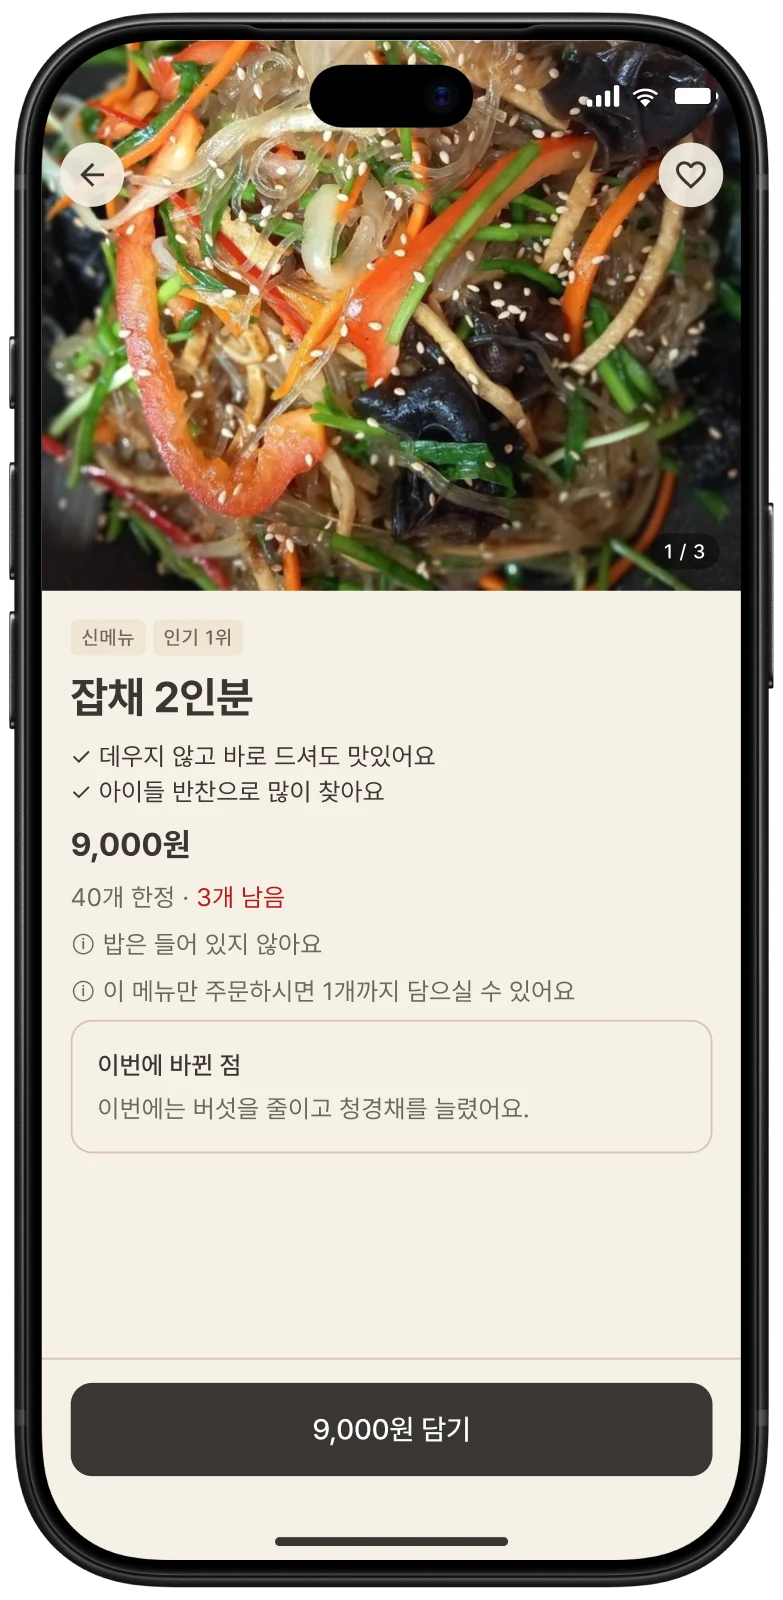 1 / 3
신메뉴 인기 1위
잡채 2인분
✓ 데우지 않고 바로 드셔도 맛있어요
✓ 아이들 반찬으로 많이 찾아요
9,000원
40개 한정 · 3개 남음
ⓘ 밥은 들어 있지 않아요
ⓘ 이 메뉴만 주문하시면 1개까지 담으실 수 있어요
이번에 바뀐 점
이번에는 버섯을 줄이고 청경채를 늘렸어요.
9,000원 담기